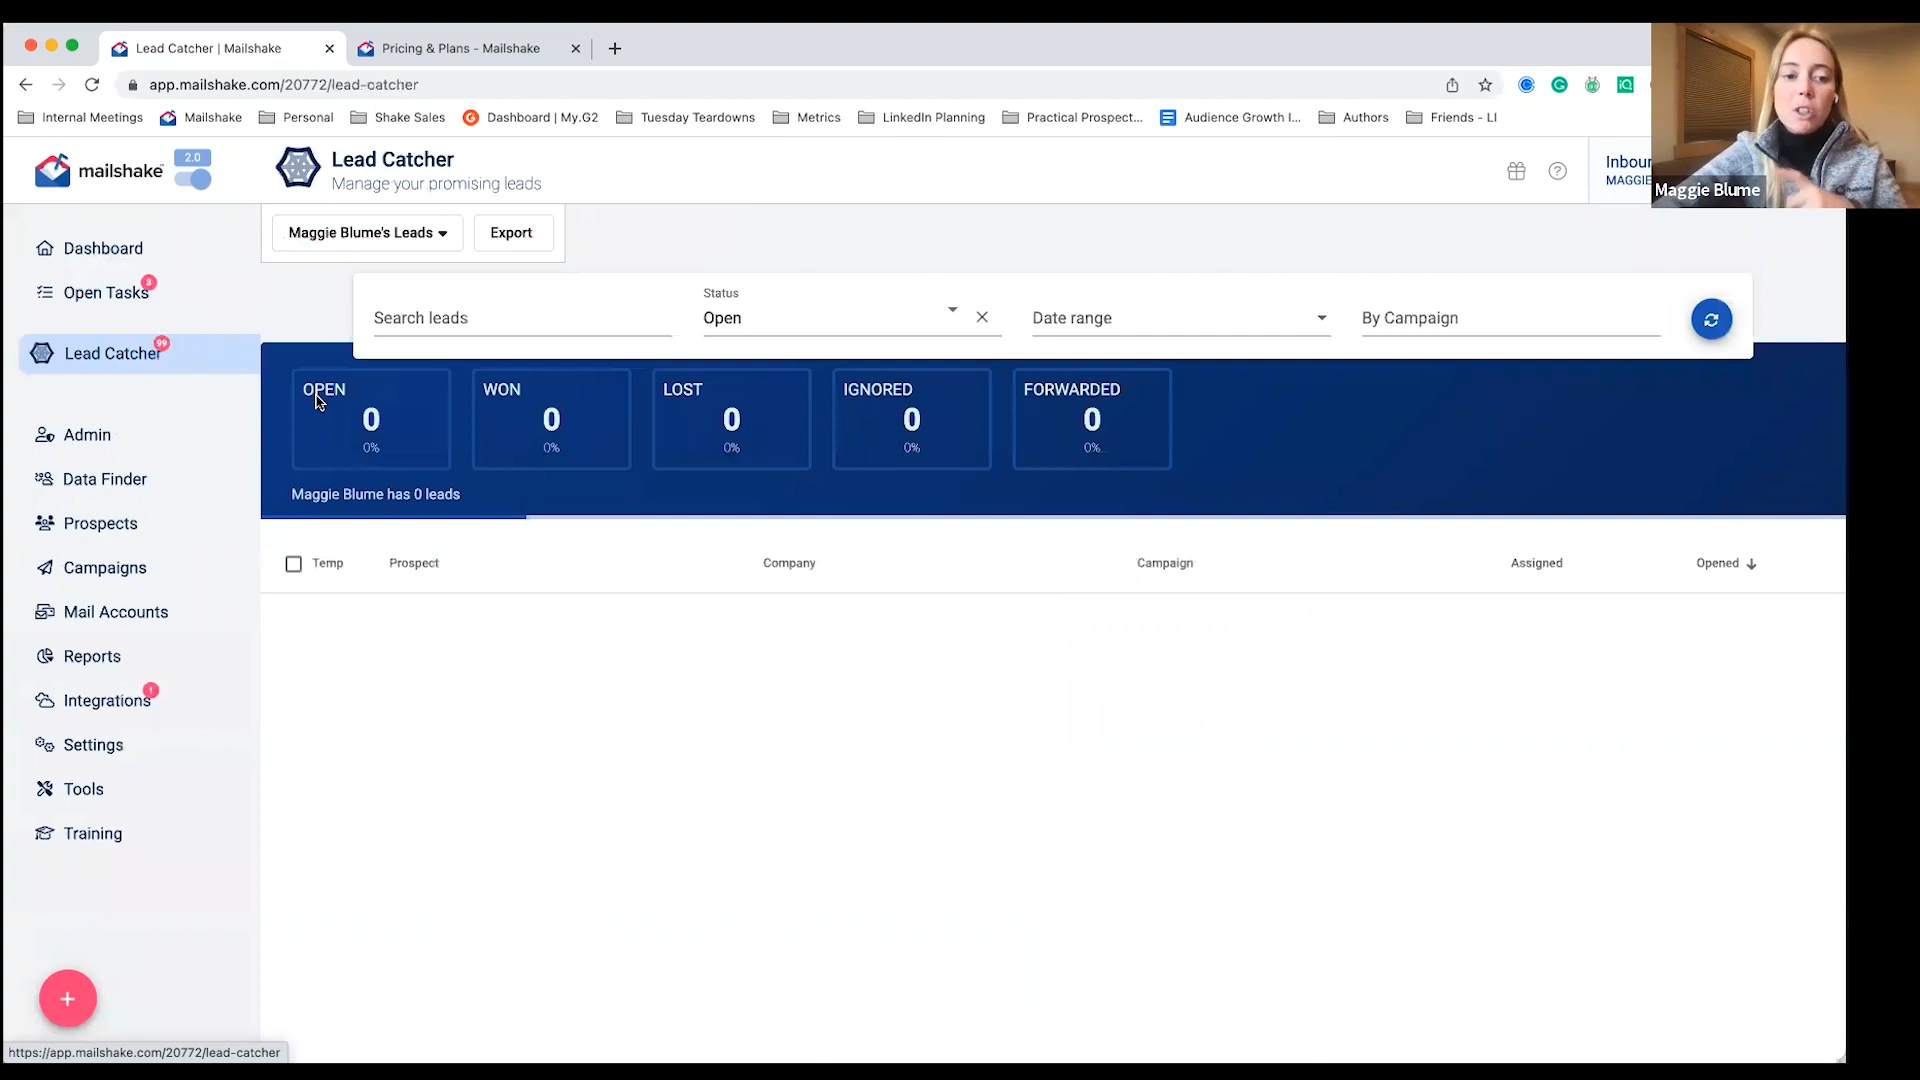 Lead Catcher | Mailshake
Pricing & Plans - Mailshake
app.mailshake.com/20772/lead-catcher
Internal Meetings
Mailshake
Personal
Shake Sales
Dashboard | My.G2
Tuesday Teardowns
Metrics
LinkedIn Planning
Practical Prospect...
Audience Growth I...
Authors
Friends - LI
mailshake
2.0
Lead Catcher
Manage your promising leads
Inboun
MAGGIE
Maggie Blume
Dashboard
Open Tasks 3
Lead Catcher 99
Admin
Data Finder
Prospects
Campaigns
Mail Accounts
Reports
Integrations !
Settings
Tools
Training
Maggie Blume's Leads
Export
Search leads
Status
Open
Date range
By Campaign
OPEN
0
0%
WON
0
0%
LOST
0
0%
IGNORED
0
0%
FORWARDED
0
0%
Maggie Blume has 0 leads
Temp
Prospect
Company
Campaign
Assigned
Opened
+
https://app.mailshake.com/20772/lead-catcher